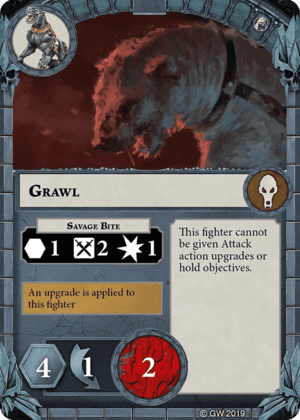 GRAWL
SAVAGE BITE
1 2 1
This fighter cannot
be given Attack
action upgrades or
hold objectives.
An upgrade is applied to
this fighter
4 1 2
© GW 2019